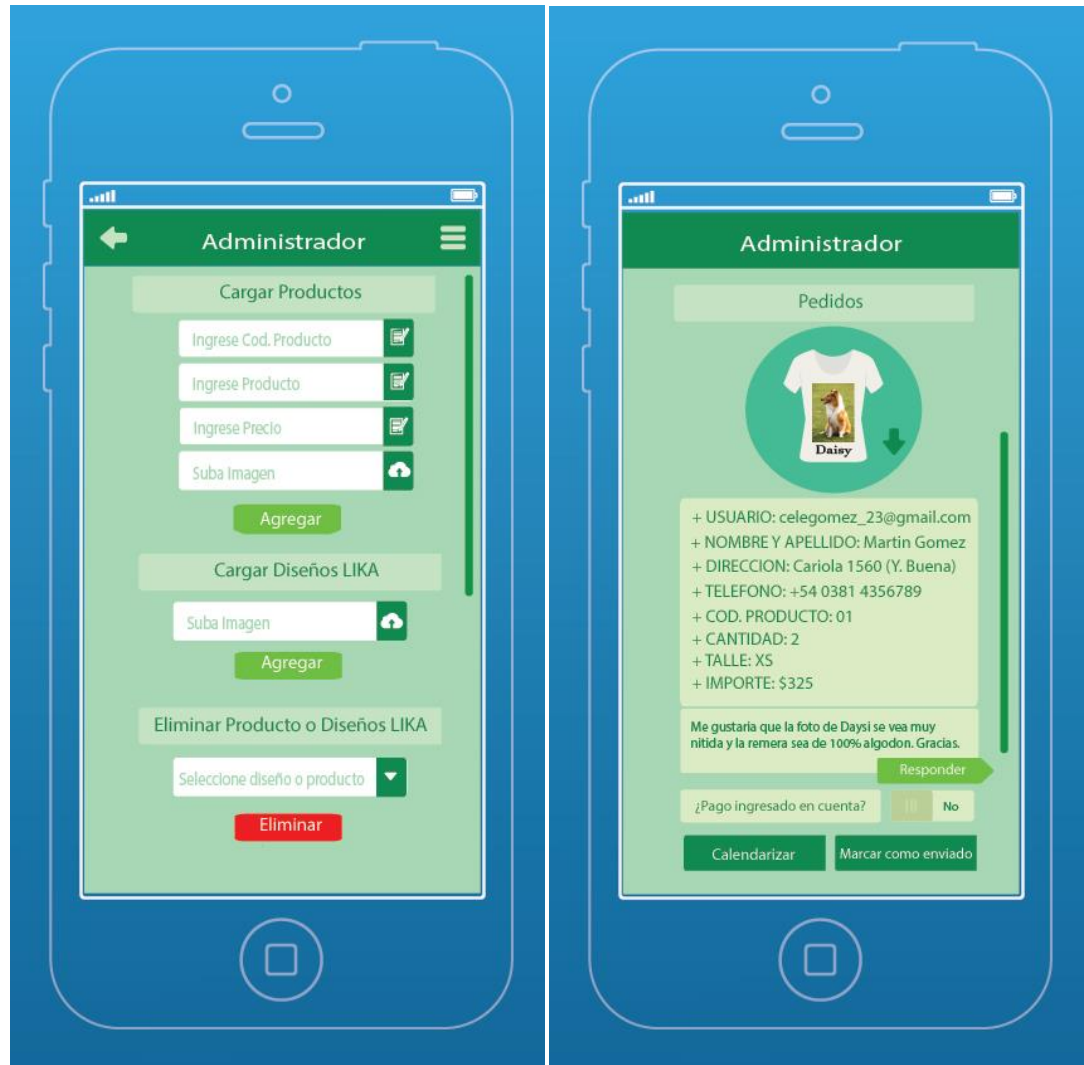 Administrador
Cargar Productos
Ingrese Cod. Producto
Ingrese Producto
Ingrese Precio
Suba Imagen
Agregar
Cargar Diseños LIKA
Suba Imagen
Agregar
Eliminar Producto o Diseños LIKA
Seleccione diseño o producto
Eliminar
Administrador
Pedidos
Daisy
+ USUARIO: celegomez_23@gmail.com
+ NOMBRE Y APELLIDO: Martin Gomez
+ DIRECCION: Cariola 1560 (Y. Buena)
+ TELEFONO: +54 0381 4356789
+ COD. PRODUCTO: 01
+ CANTIDAD: 2
+ TALLE: XS
+ IMPORTE: $325
Me gustaria que la foto de Daysi se vea muy
nitida y la remera sea de 100% algodon. Gracias.
Responder
¿Pago ingresado en cuenta?
No
Calendarizar
Marcar como enviado